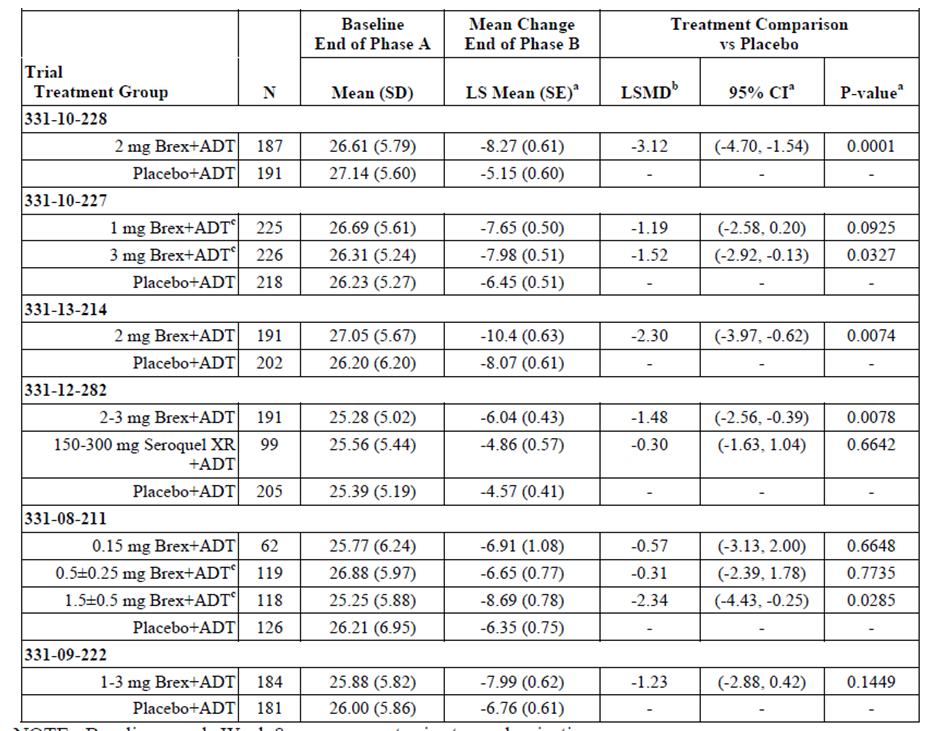 Baseline Mean Change Treatment Comparison
End of Phase A End of Phase B vs Placebo
Trial
Treatment Group N Mean (SD) LS Mean (SE)a LSMDb 95% CIa P-valuea
331-10-228
2 mg Brex+ADT 187 26.61 (5.79) -8.27 (0.61) -3.12 (-4.70, -1.54) 0.0001
Placebo+ADT 191 27.14 (5.60) -5.15 (0.60) - - -
331-10-227
1 mg Brex+ADTc 225 26.69 (5.61) -7.65 (0.50) -1.19 (-2.58, 0.20) 0.0925
3 mg Brex+ADTc 226 26.31 (5.24) -7.98 (0.51) -1.52 (-2.92, -0.13) 0.0327
Placebo+ADT 218 26.23 (5.27) -6.45 (0.51) - - -
331-13-214
2 mg Brex+ADT 191 27.05 (5.67) -10.4 (0.63) -2.30 (-3.97, -0.62) 0.0074
Placebo+ADT 202 26.20 (6.20) -8.07 (0.61) - - -
331-12-282
2-3 mg Brex+ADT 191 25.28 (5.02) -6.04 (0.43) -1.48 (-2.56, -0.39) 0.0078
150-300 mg Seroquel XR 99 25.56 (5.44) -4.86 (0.57) -0.30 (-1.63, 1.04) 0.6642
+ADT
Placebo+ADT 205 25.39 (5.19) -4.57 (0.41) - - -
331-08-211
0.15 mg Brex+ADT 62 25.77 (6.24) -6.91 (1.08) -0.57 (-3.13, 2.00) 0.6648
0.5±0.25 mg Brex+ADTc 119 26.88 (5.97) -6.65 (0.77) -0.31 (-2.39, 1.78) 0.7735
1.5±0.5 mg Brex+ADTc 118 25.25 (5.88) -8.69 (0.78) -2.34 (-4.43, -0.25) 0.0285
Placebo+ADT 126 26.21 (6.95) -6.35 (0.75) - - -
331-09-222
1-3 mg Brex+ADT 184 25.88 (5.82) -7.99 (0.62) -1.23 (-2.88, 0.42) 0.1449
Placebo+ADT 181 26.00 (5.86) -6.76 (0.61) - - -